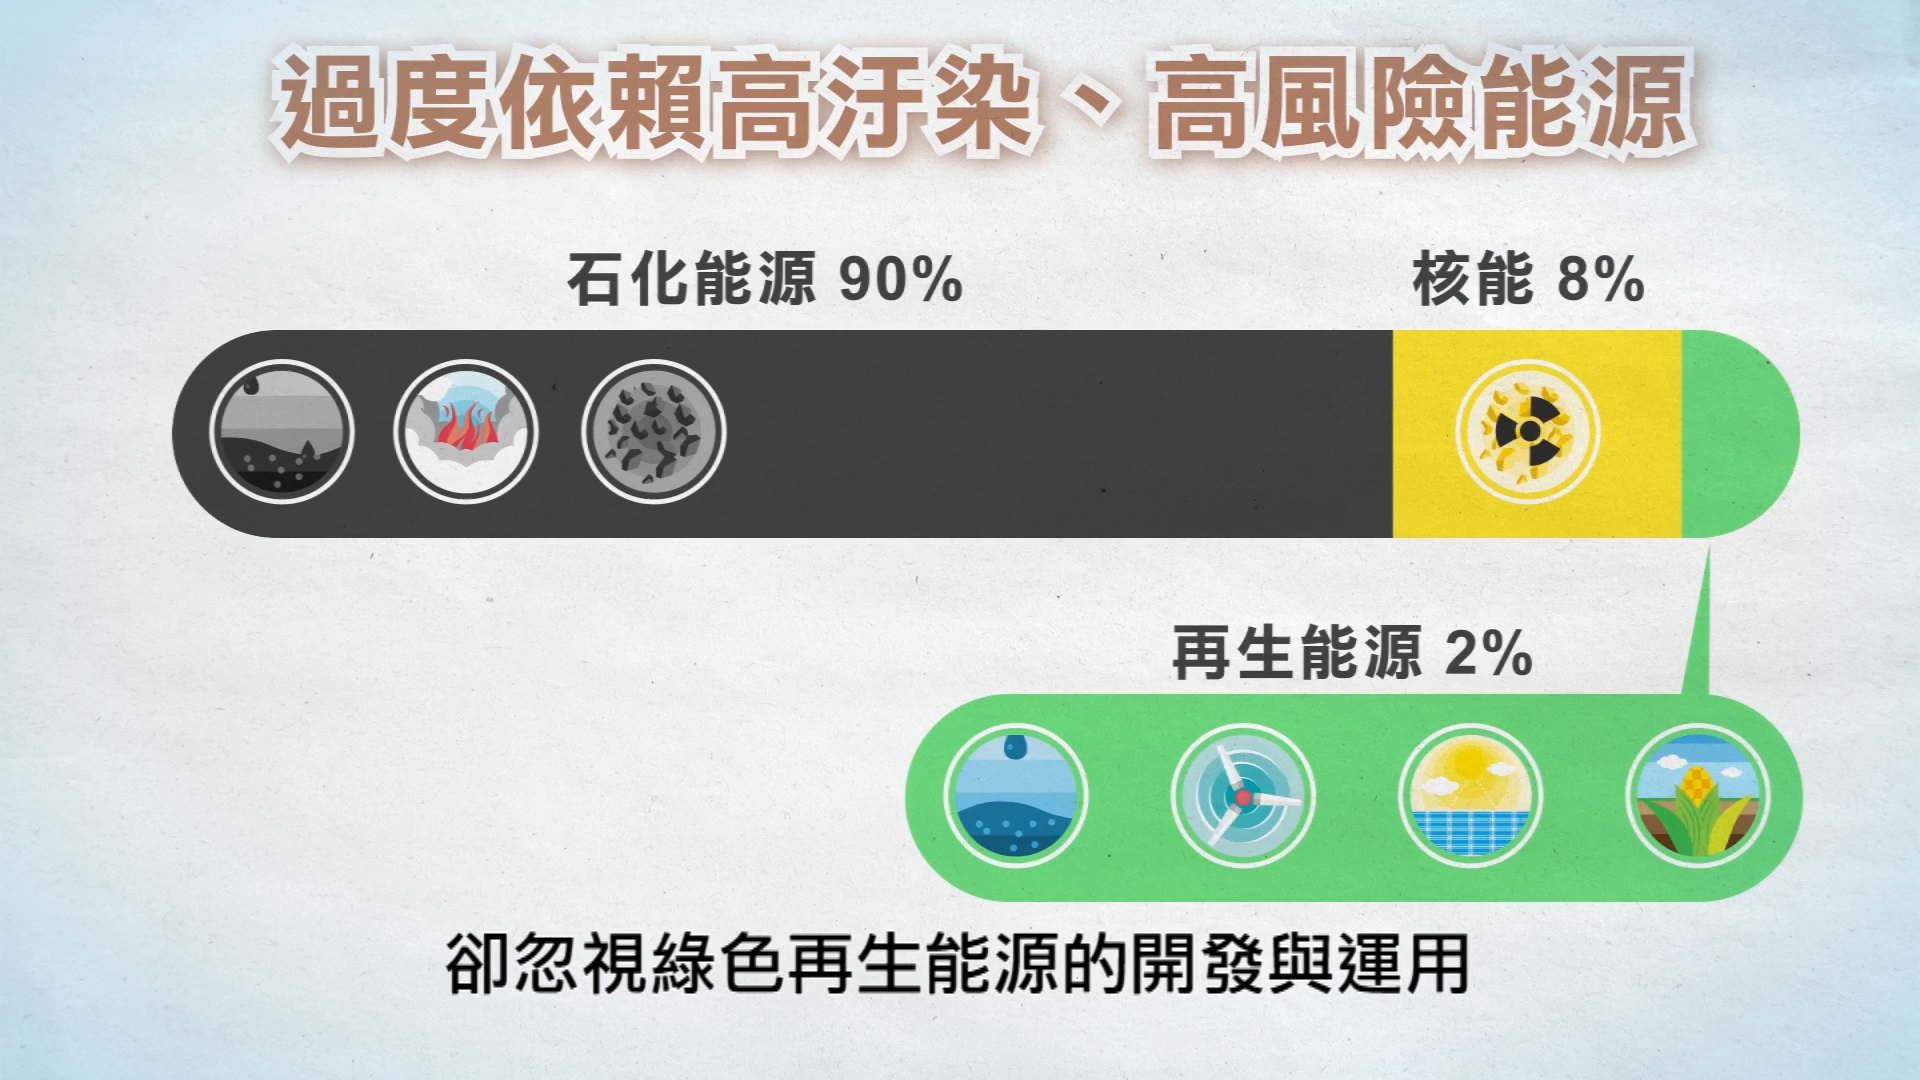 過度依賴高汙染、高風險能源
石化能源 90%
核能 8%
再生能源 2%
卻忽視綠色再生能源的開發與運用